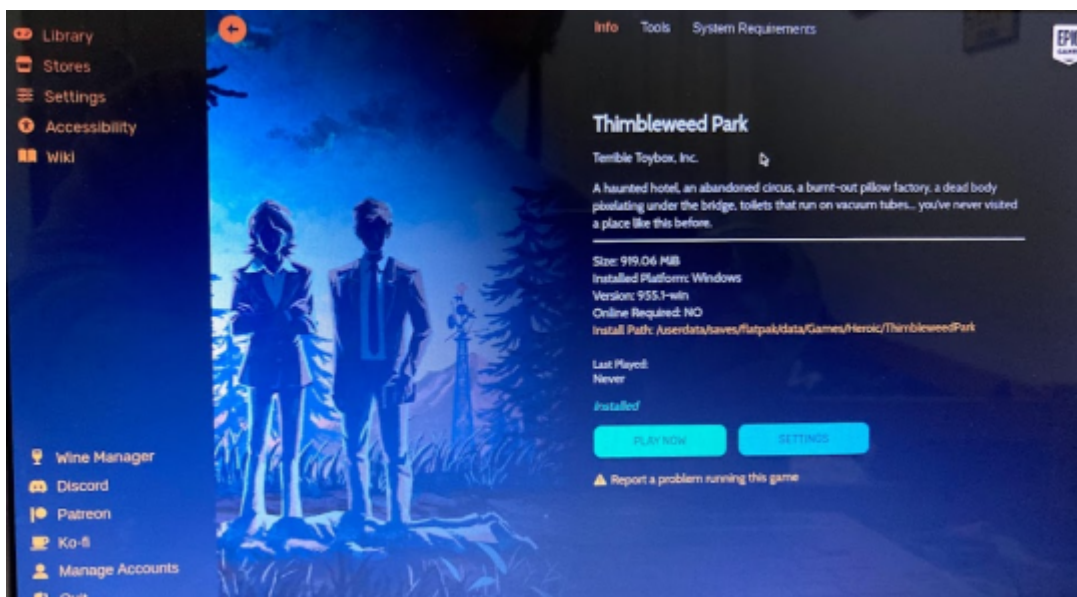 Library
Stores
Settings
Accessibility
Wiki
Wine Manager
Discord
Patreon
Ko-fi
Manage Accounts
Quit
Info Tools System Requirements
EPIC
GAMES
Thimbleweed Park
Terrible Toybox, Inc.
A haunted hotel, an abandoned circus, a burnt-out pillow factory, a dead body
pixelating under the bridge, toilets that run on vacuum tubes... you've never visited
a place like this before.
Size: 919.06 MiB
Installed Platform: Windows
Version: 955.1-win
Online Required: NO
Install Path: /userdata/saves/flatpak/data/Games/Heroic/ThimbleweedPark
Last Played:
Never
Installed
PLAY NOW SETTINGS
Report a problem running this game